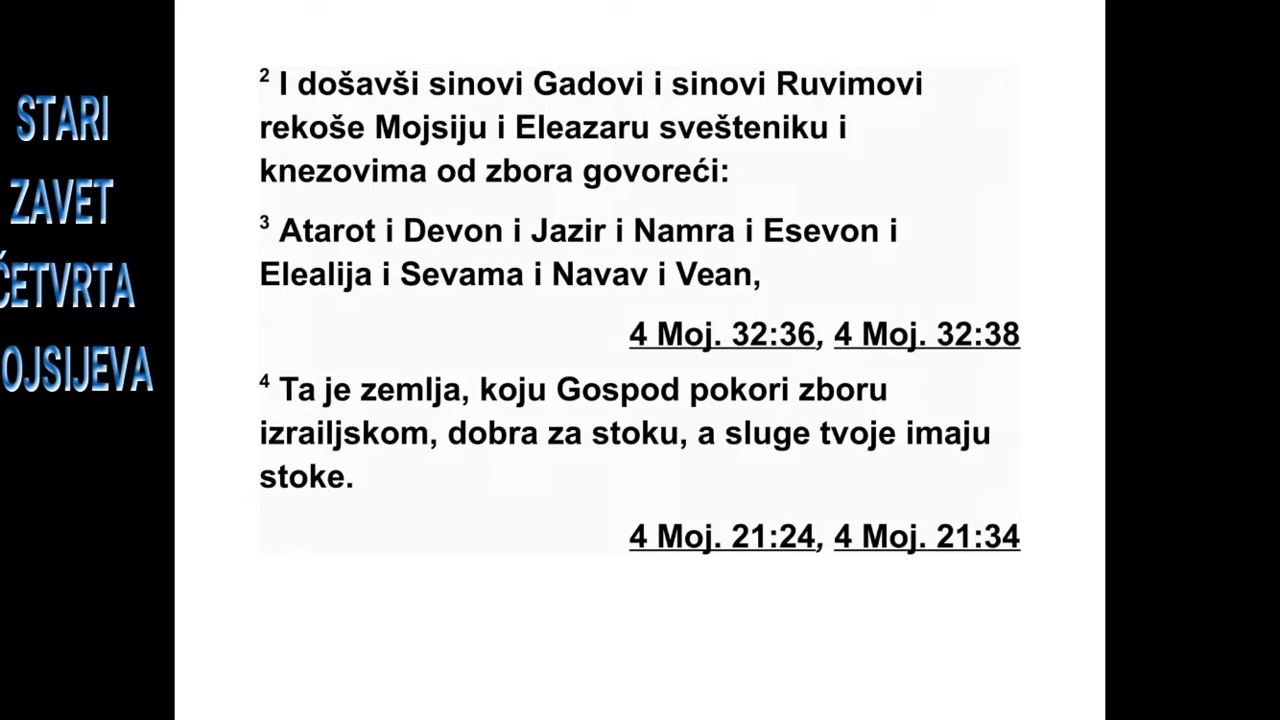 STARI
ZAVET
ČETVRTA
OJSIJEVA
2 I došavši sinovi Gadovi i sinovi Ruvimovi
rekoše Mojsiju i Eleazaru svešteniku i
knezovima od zbora govoreći:
3 Atarot i Devon i Jazir i Namra i Esevon i
Elealija i Sevama i Navav i Vean,
4 Moj. 32:36, 4 Moj. 32:38
4 Ta je zemlja, koju Gospod pokori zboru
izrailjskom, dobra za stoku, a sluge tvoje imaju
stoke.
4 Moj. 21:24, 4 Moj. 21:34